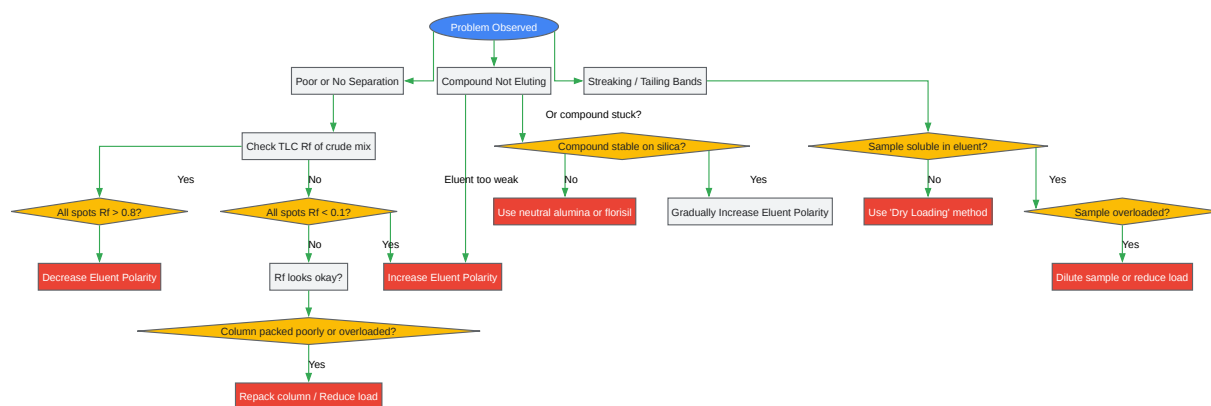 Problem Observed
Poor or No Separation
Compound Not Eluting
Streaking / Tailing Bands
Or compound stuck?
Check TLC Rf of crude mix
Compound stable on silica?
Sample soluble in eluent?
Yes
No
Eluent too weak
No
Yes
No
Yes
All spots Rf > 0.8?
All spots Rf < 0.1?
Use neutral alumina or florisil
Gradually Increase Eluent Polarity
Use 'Dry Loading' method
Sample overloaded?
No
Yes
Yes
Decrease Eluent Polarity
Rf looks okay?
Increase Eluent Polarity
Dilute sample or reduce load
Column packed poorly or overloaded?
Yes
Repack column / Reduce load